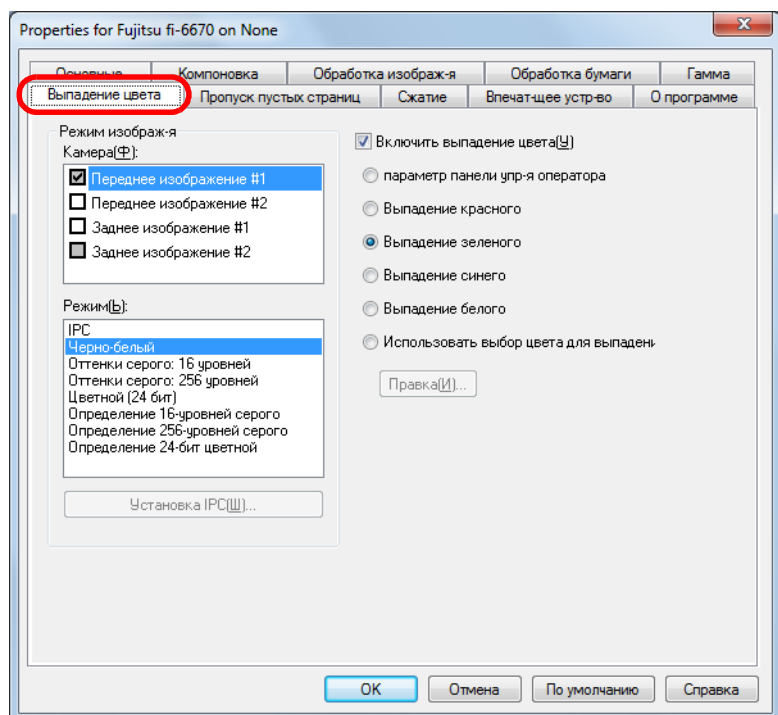 Properties for Fujitsu fi-6670 on None
Основные
Компоновка
Обработка изображ-я
Обработка бумаги
Гамма
Выпадение цвета
Пропуск пустых страниц
Сжатие
Впечат-щее устр-во
О программе
Режим изображ-я
Камера(Ф):
Переднее изображение #1
Переднее изображение #2
Заднее изображение #1
Заднее изображение #2
Режим(Ь):
IPC
Черно-белый
Оттенки серого: 16 уровней
Оттенки серого: 256 уровней
Цветной (24 бит)
Определение 16-уровней серого
Определение 256-уровней серого
Определение 24-бит цветной
Установка IPC(Ш)...
Включить выпадение цвета(У)
параметр панели упр-я оператора
Выпадение красного
Выпадение зеленого
Выпадение синего
Выпадение белого
Использовать выбор цвета для выпадени
Правка(И)...
OK
Отмена
По умолчанию
Справка